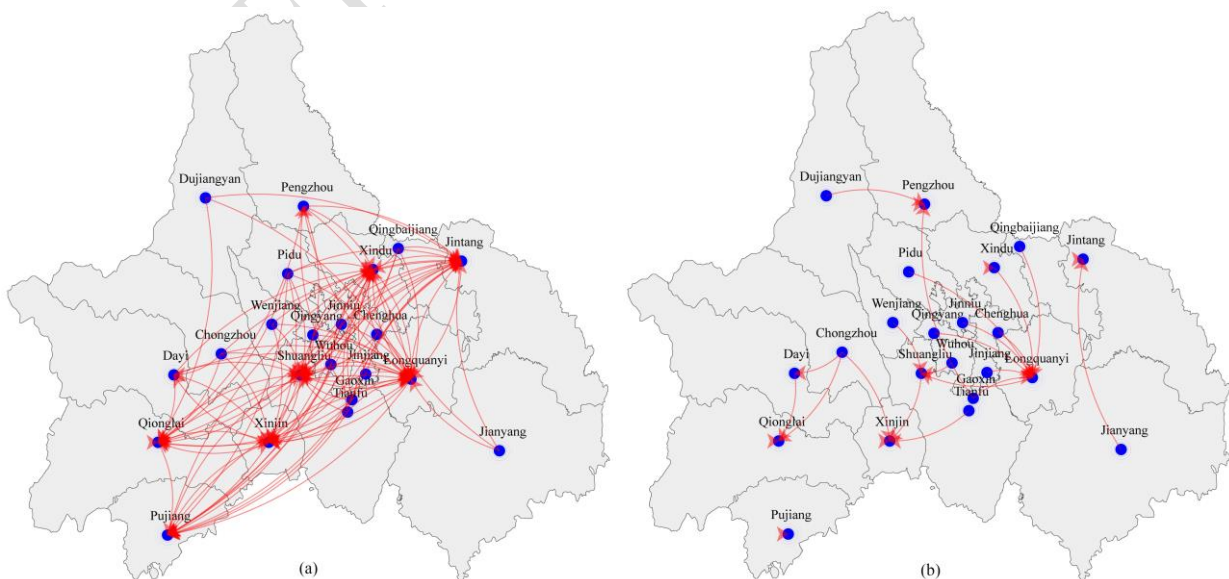 Dujiangyan
Pengzhou
Qingbaijiang
Xindu
Jintang
Pidu
Wenjiang
Jinniu
Qingyang
Chenghua
Chongzhou
Wuhou
Dayi
Shuangliu
Jinjiang
Longquanyi
Gaoxin
Tianfu
Qionglai
Xinjin
Jianyang
Pujiang
(a)
Dujiangyan
Pengzhou
Qingbaijiang
Xindu
Jintang
Pidu
Wenjiang
Jinniu
Qingyang
Chenghua
Chongzhou
Wuhou
Dayi
Shuangliu
Jinjiang
Longquanyi
Gaoxin
Tianfu
Qionglai
Xinjin
Jianyang
Pujiang
(b)